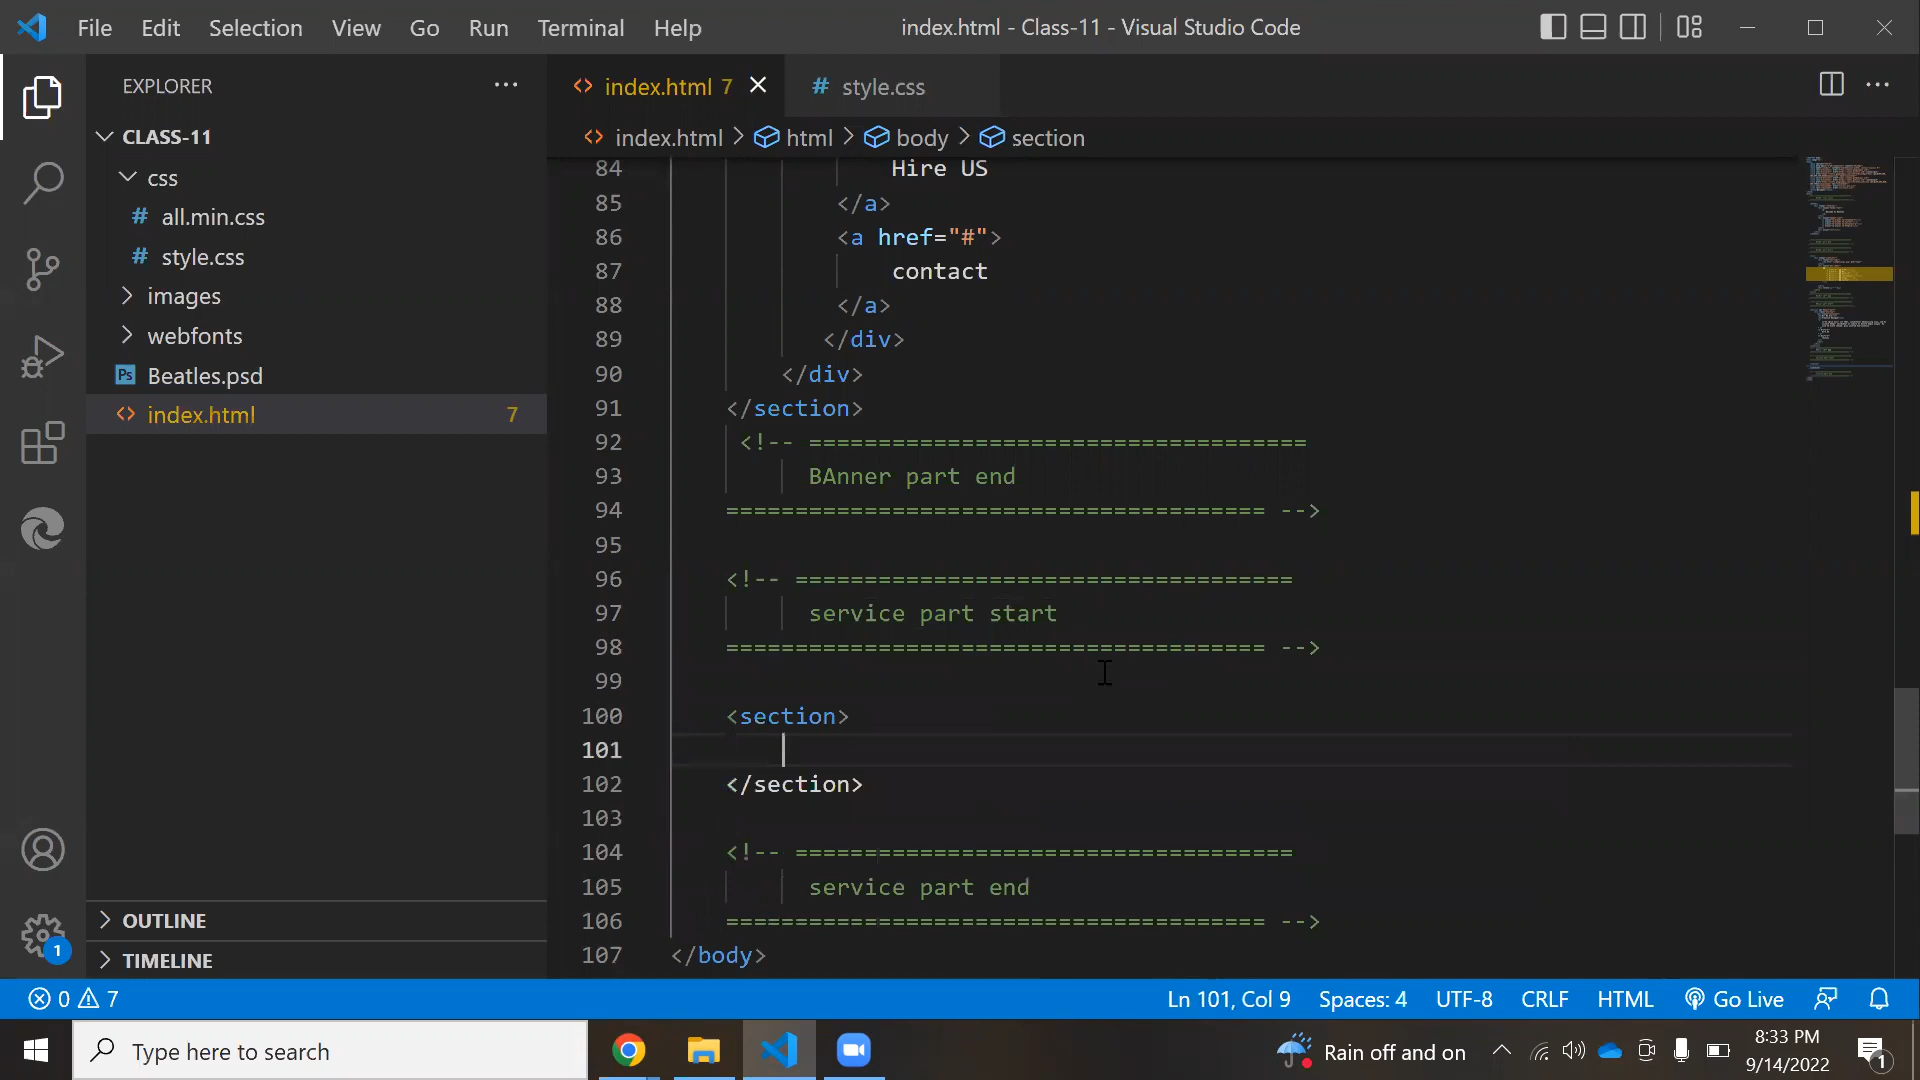 File Edit Selection View Go Run Terminal Help
index.html - Class-11 - Visual Studio Code
EXPLORER
CLASS-11
css
# all.min.css
# style.css
images
webfonts
Ps Beatles.psd
<> index.html 7
OUTLINE
TIMELINE
<> index.html 7 # style.css
<> index.html > html > body > section
84 Hire US
85 </a>
86 <a href="#">
87 contact
88 </a>
89 </div>
90 </div>
91 </section>
92 <!-- ====================================
93 BAnner part end
94 ======================================= -->
95
96 <!-- ====================================
97 service part start
98 ======================================= -->
99
100 <section>
101
102 </section>
103
104 <!-- ====================================
105 service part end
106 ======================================= -->
107 </body>
1
0 7
Ln 101, Col 9 Spaces: 4 UTF-8 CRLF HTML Go Live
Type here to search
Rain off and on
8:33 PM
9/14/2022
1